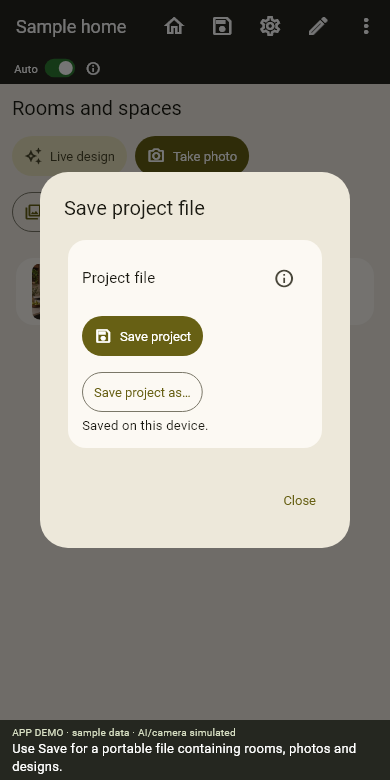 Sample home
Auto
Rooms and spaces
Live design
Take photo
Save project file
Project file
Save project
Save project as...
Saved on this device.
Close
APP DEMO · sample data · AI/camera simulated
Use Save for a portable file containing rooms, photos and
designs.